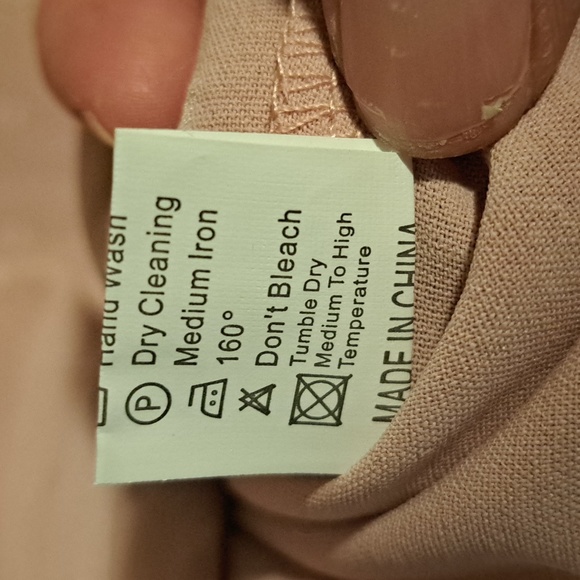 Hand Wash
P
Dry Cleaning
Medium Iron
160°
Don't Bleach
Tumble Dry
Medium To High
Temperature
MADE IN CHINA